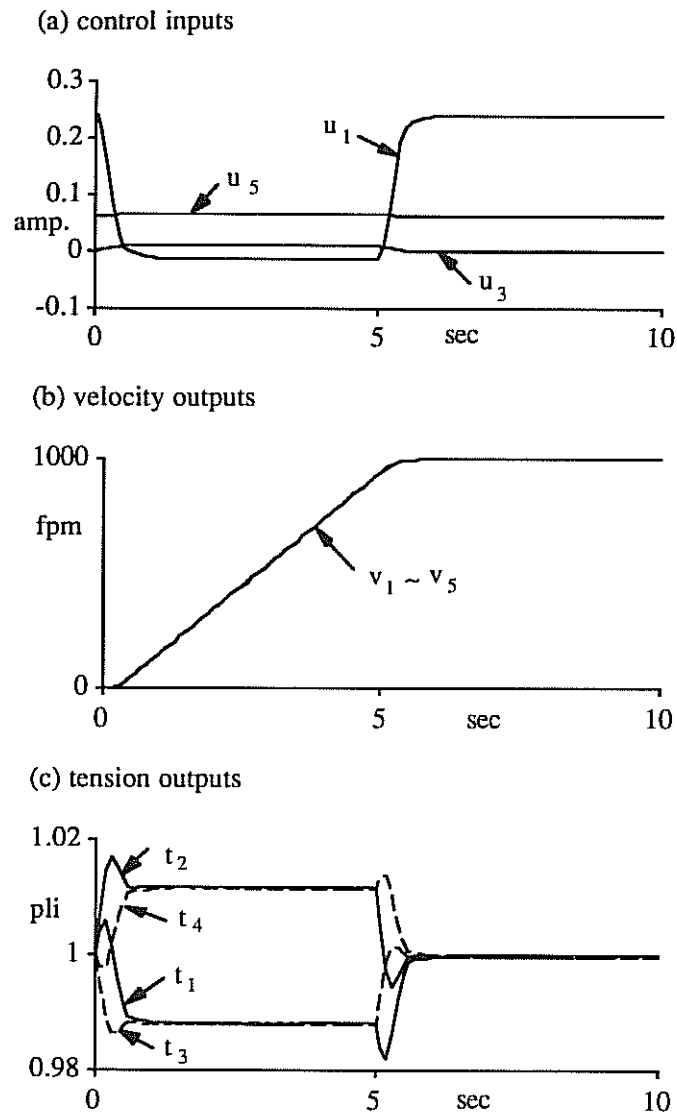 (a) control inputs
0.3
0.2
0.1
amp.
0
-0.1
u 1
u 5
u 3
0
5
sec
10
(b) velocity outputs
1000
fpm
0
v 1 ~ v 5
0
5
sec
10
(c) tension outputs
1.02
pli
1
0.98
t 2
t 4
t 1
t 3
0
5
sec
10